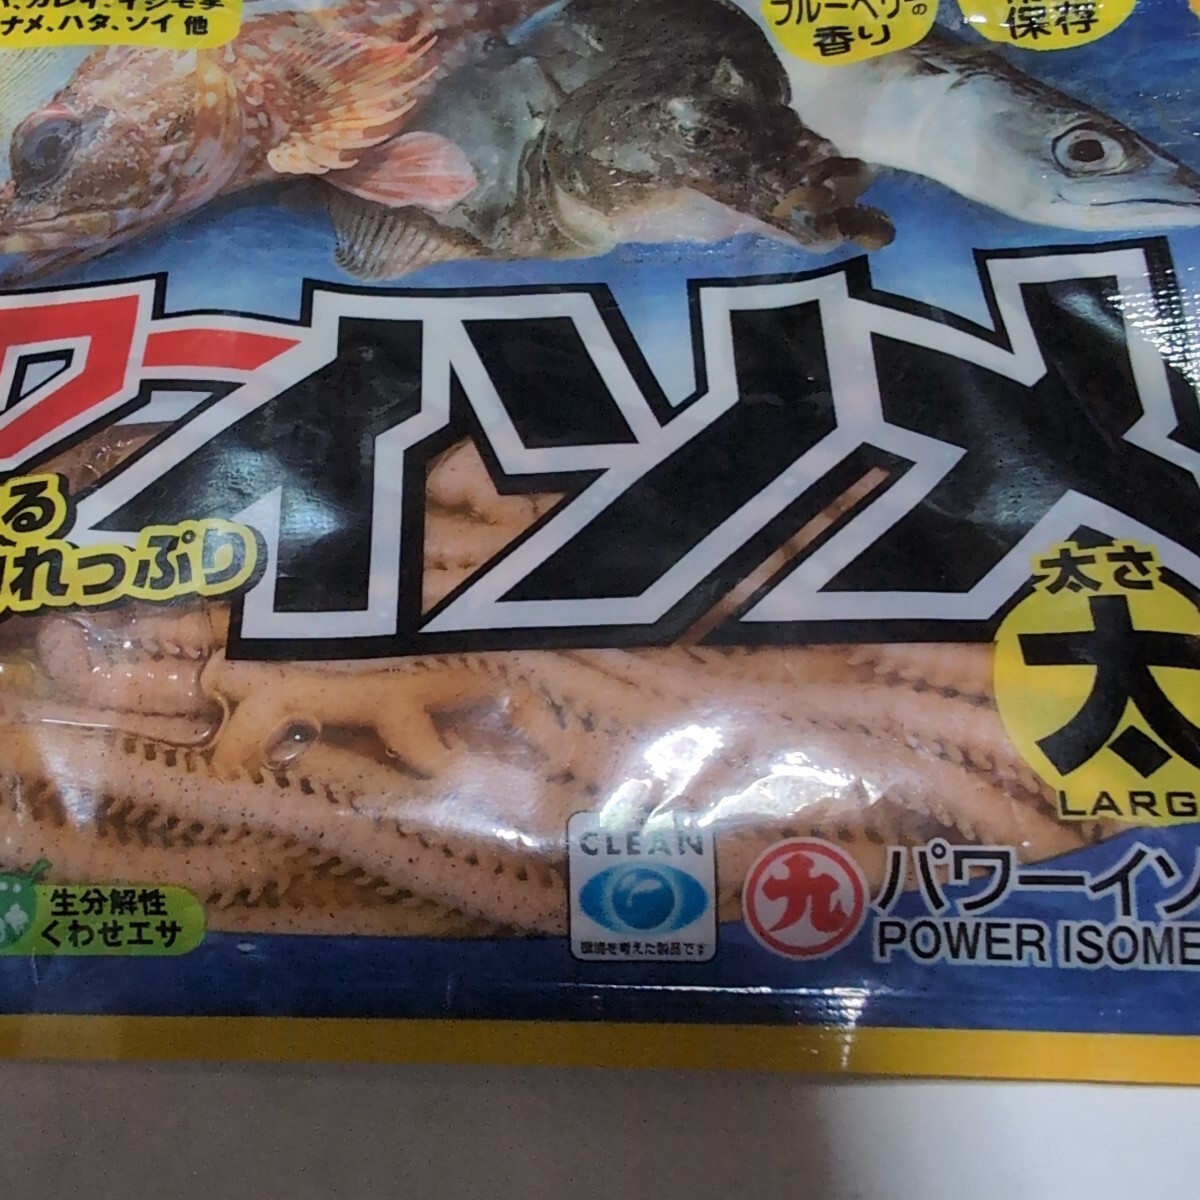 カレイ、イシモチ
ナメ、ハタ、ソイ 他
ブルーベリーの
香り
保存
ワーイソメ
る
れっぷり
太さ
太
LARG
生分解性
くわせエサ
CLEAN
環境を考えた製品です
九
パワーイソ
POWER ISOME